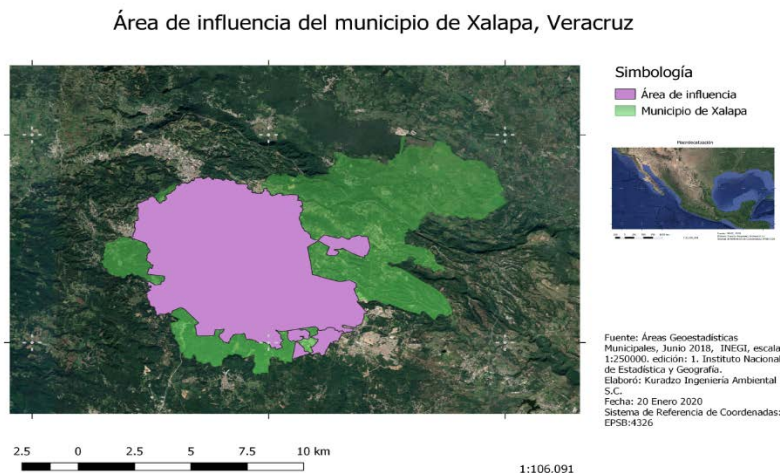 Área de influencia del municipio de Xalapa, Veracruz
Simbología
Área de influencia
Municipio de Xalapa
Fuente: Áreas Geoestadísticas
Municipales, Junio 2018, INEGI, escala
1:250000. edición: 1. Instituto Nacional
de Estadística y Geografía.
Elaboró: Kuradzo Ingeniería Ambiental
S.C.
Fecha: 20 Enero 2020
Sistema de Referencia de Coordenadas:
EPSB:4326
2.5 0 2.5 5 7.5 10 km
1:106.091